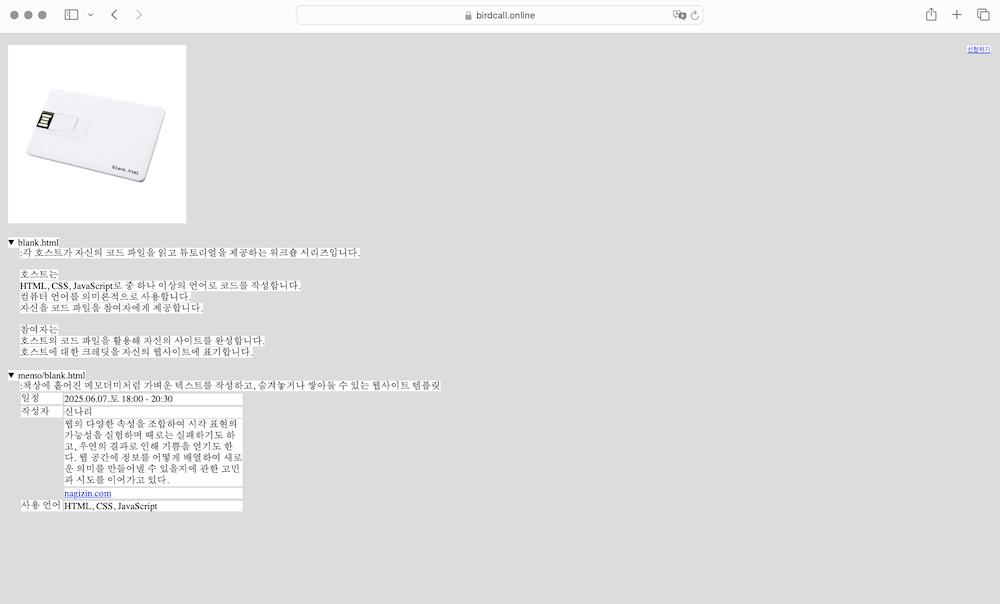 birdcall.online
신청하기
blank.html
▼ blank.html
:각 호스트가 자신의 코드 파일을 읽고 튜토리얼을 제공하는 워크숍 시리즈입니다.
호스트는
HTML, CSS, JavaScript로 중 하나 이상의 언어로 코드를 작성합니다.
컴퓨터 언어를 의미론적으로 사용합니다.
자신을 코드 파일을 참여자에게 제공합니다.
참여자는
호스트의 코드 파일을 활용해 자신의 사이트를 완성합니다.
호스트에 대한 크레딧을 자신의 웹사이트에 표기합니다.
▼ memo/blank.html
:책상에 흩어진 메모더미처럼 가벼운 텍스트를 작성하고, 숨겨놓거나 쌓아둘 수 있는 웹사이트 템플릿
일정 2025.06.07.토 18:00 - 20:30
작성자 신나리
웹의 다양한 속성을 조합하여 시각 표현의
가능성을 실험하며 때로는 실패하기도 하
고, 우연의 결과로 인해 기쁨을 얻기도 한
다. 웹 공간에 정보를 어떻게 배열하여 새로
운 의미를 만들어낼 수 있을지에 관한 고민
과 시도를 이어가고 있다.
nagizin.com
사용 언어 HTML, CSS, JavaScript